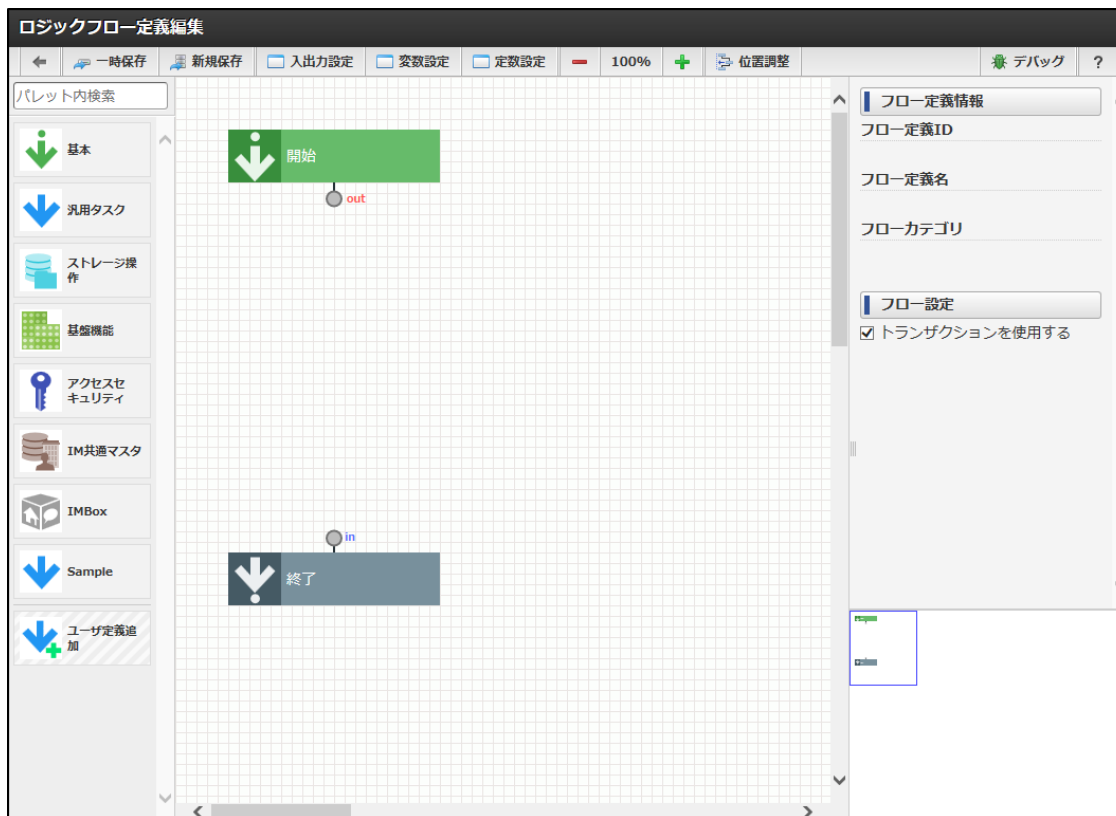 ロジックフロー定義編集
一時保存 新規保存 入出力設定 変数設定 定数設定 100% 位置調整 デバッグ ?
パレット内検索
基本
汎用タスク
ストレージ操
作
基盤機能
アクセスセ
キュリティ
IM共通マスタ
IMBox
Sample
ユーザ定義追
加
開始
out
in
終了
フロー定義情報
フロー定義ID
フロー定義名
フローカテゴリ
フロー設定
トランザクションを使用する